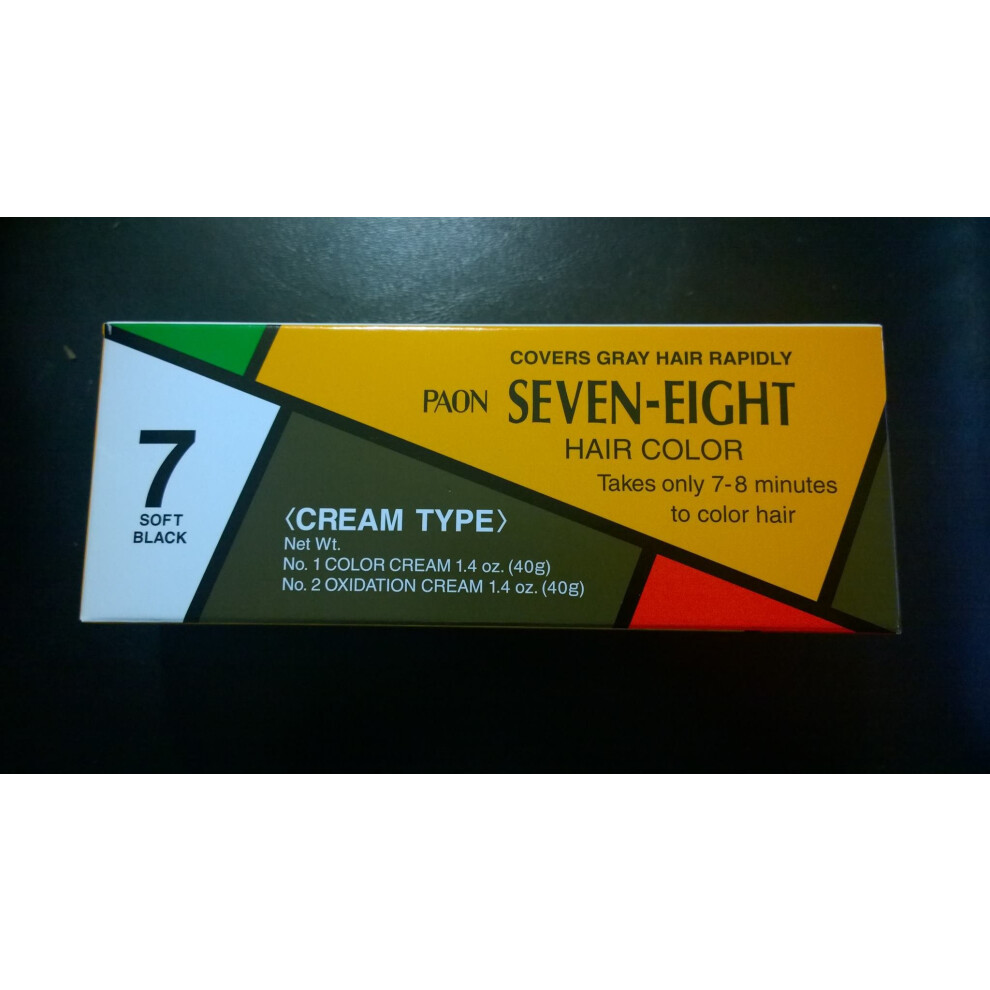 COVERS GRAY HAIR RAPIDLY
PAON SEVEN-EIGHT
HAIR COLOR
Takes only 7-8 minutes
to color hair
7
SOFT
BLACK
〈CREAM TYPE〉
Net Wt.
No. 1 COLOR CREAM 1.4 oz. (40g)
No. 2 OXIDATION CREAM 1.4 oz. (40g)